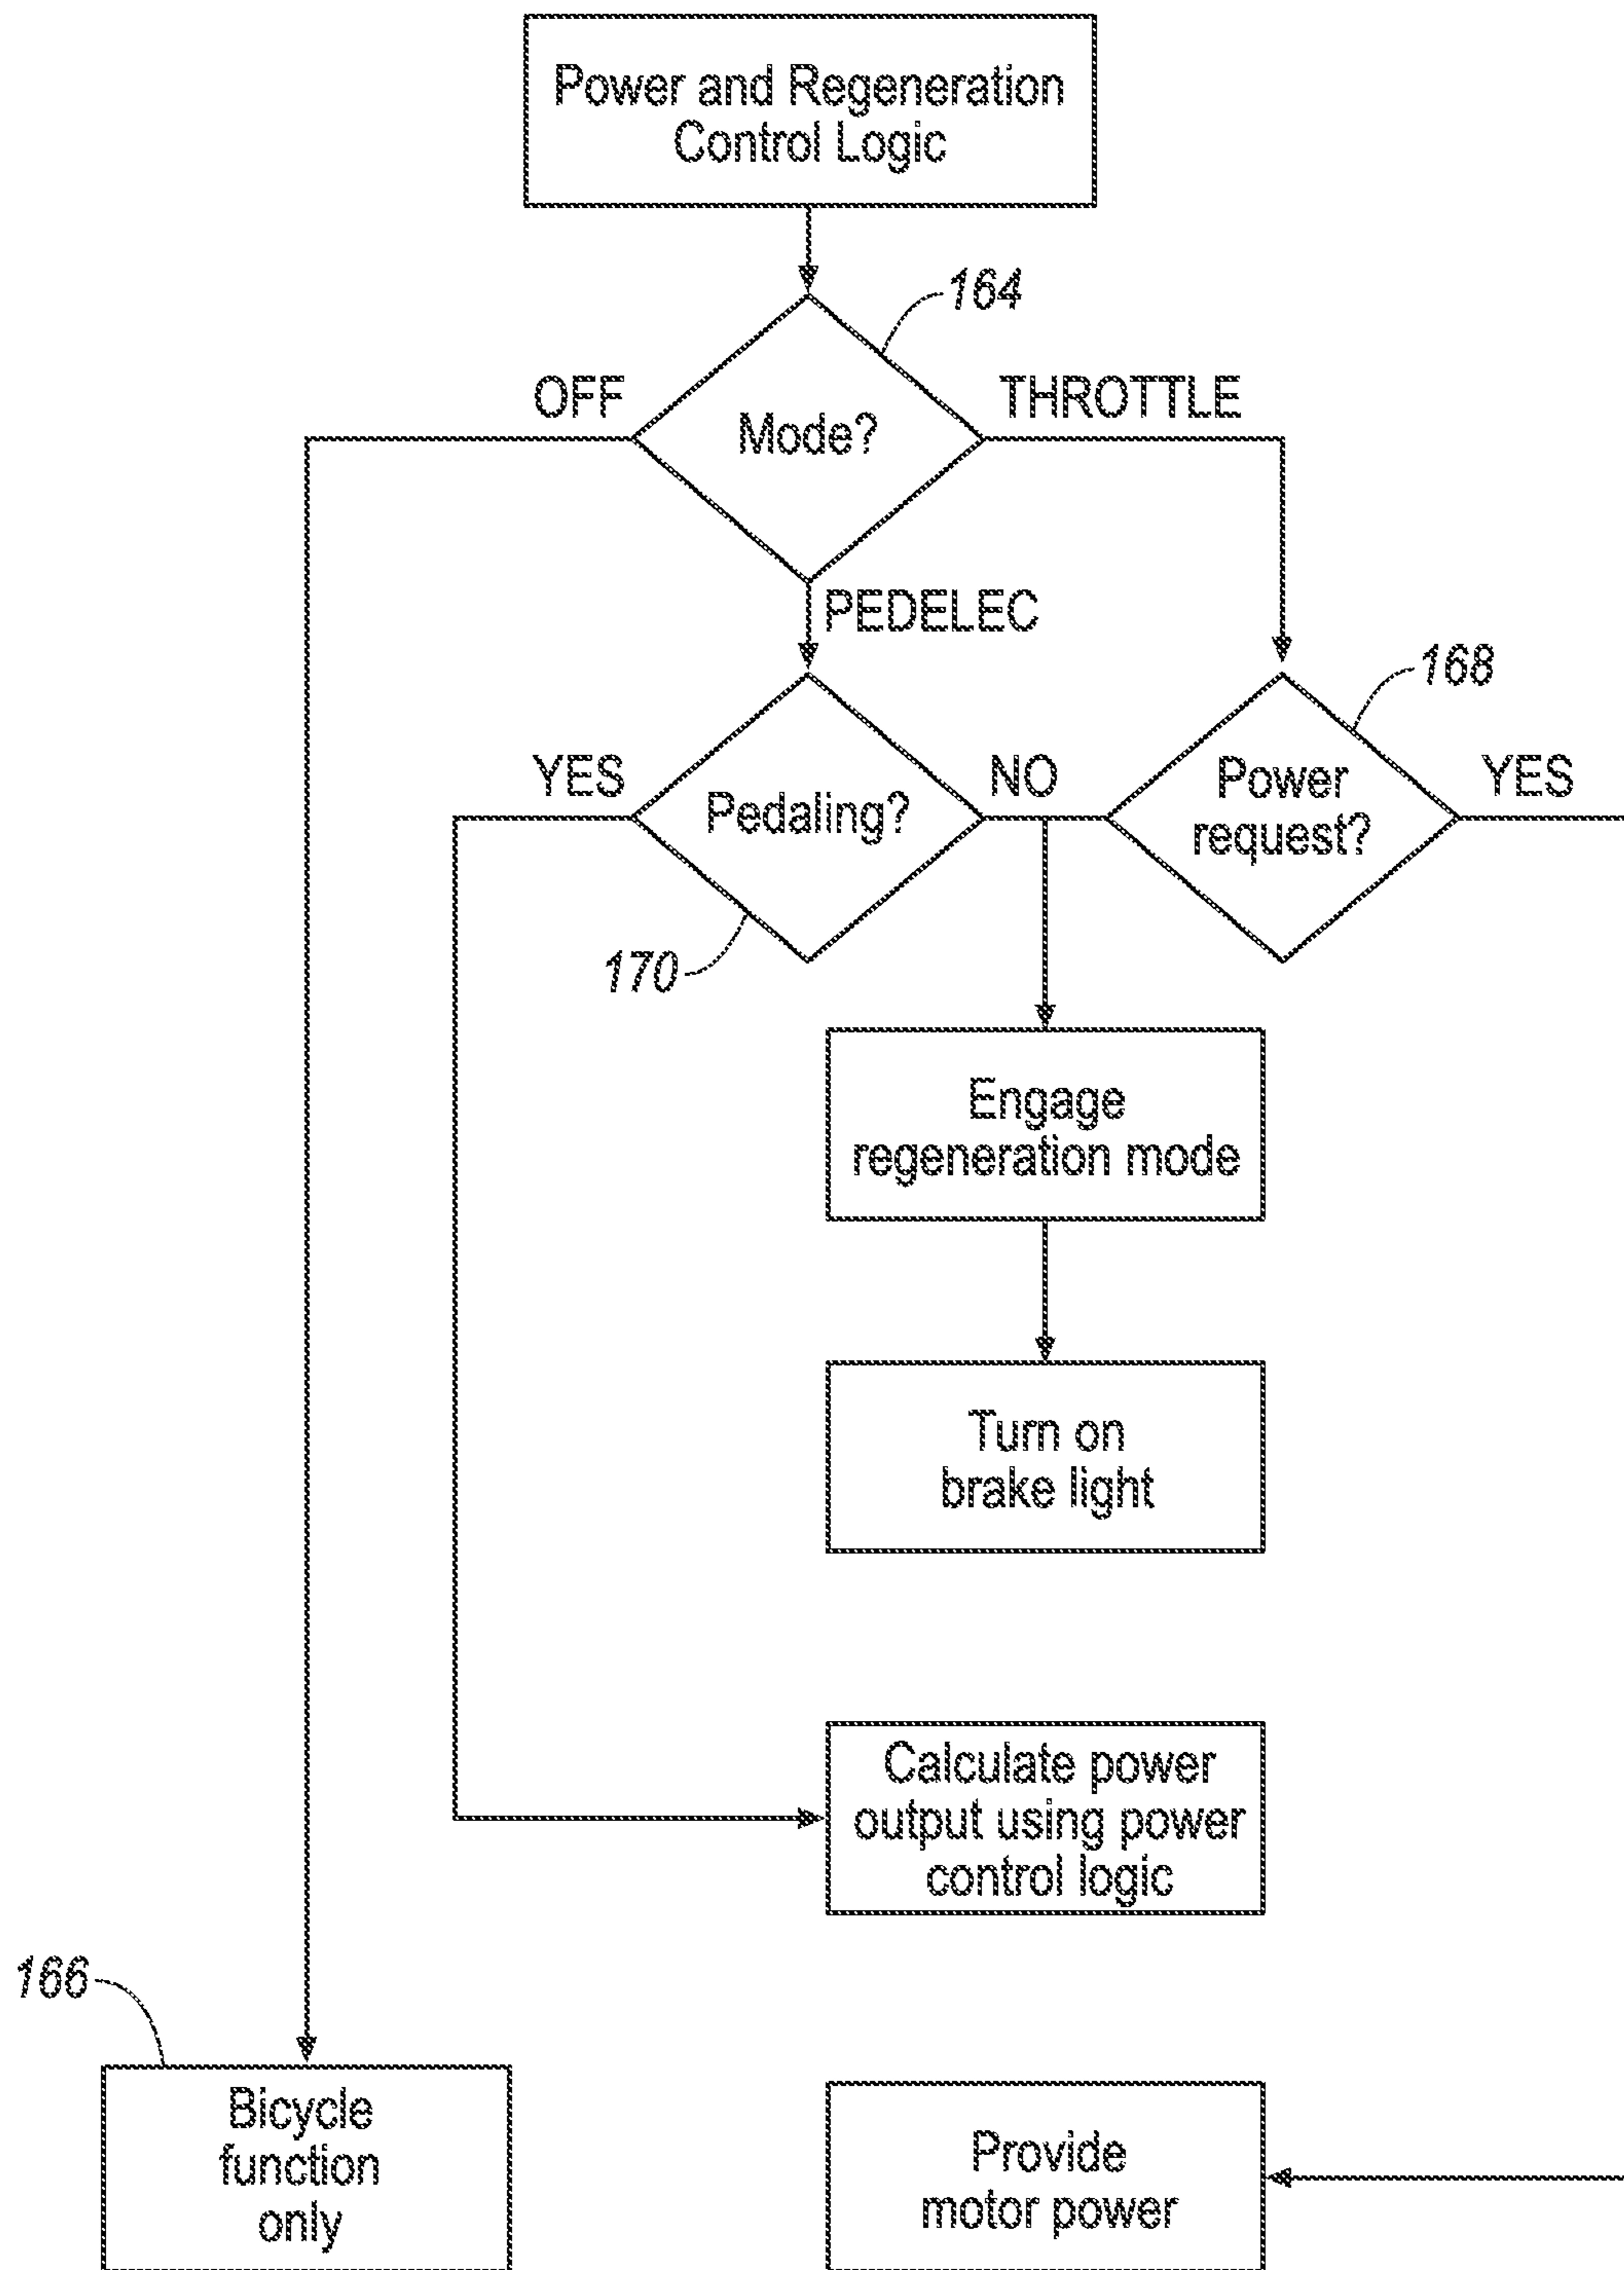 Power and Regeneration
Control Logic
164
OFF
THROTTLE
Mode?
PEDELEC
168
YES
Pedaling?
NO
Power
request?
YES
170
Engage
regeneration mode
Turn on
brake light
Calculate power
output using power
control logic
166
Bicycle
function
only
Provide
motor power